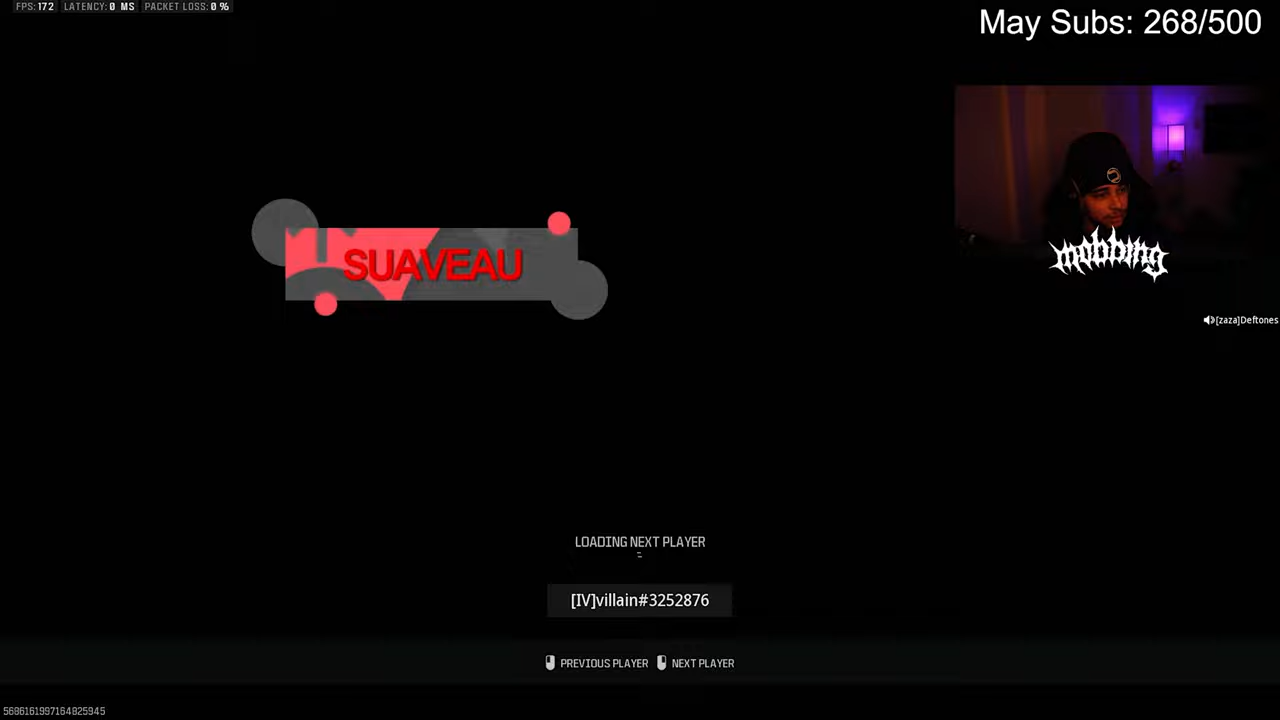 FPS: 172 LATENCY: 0 MS PACKET LOSS: 0 %
May Subs: 268/500
SUAVEAU
mobbing
[zaza]Deftones
LOADING NEXT PLAYER
[IV]villain#3252876
PREVIOUS PLAYER NEXT PLAYER
5686161997164825945